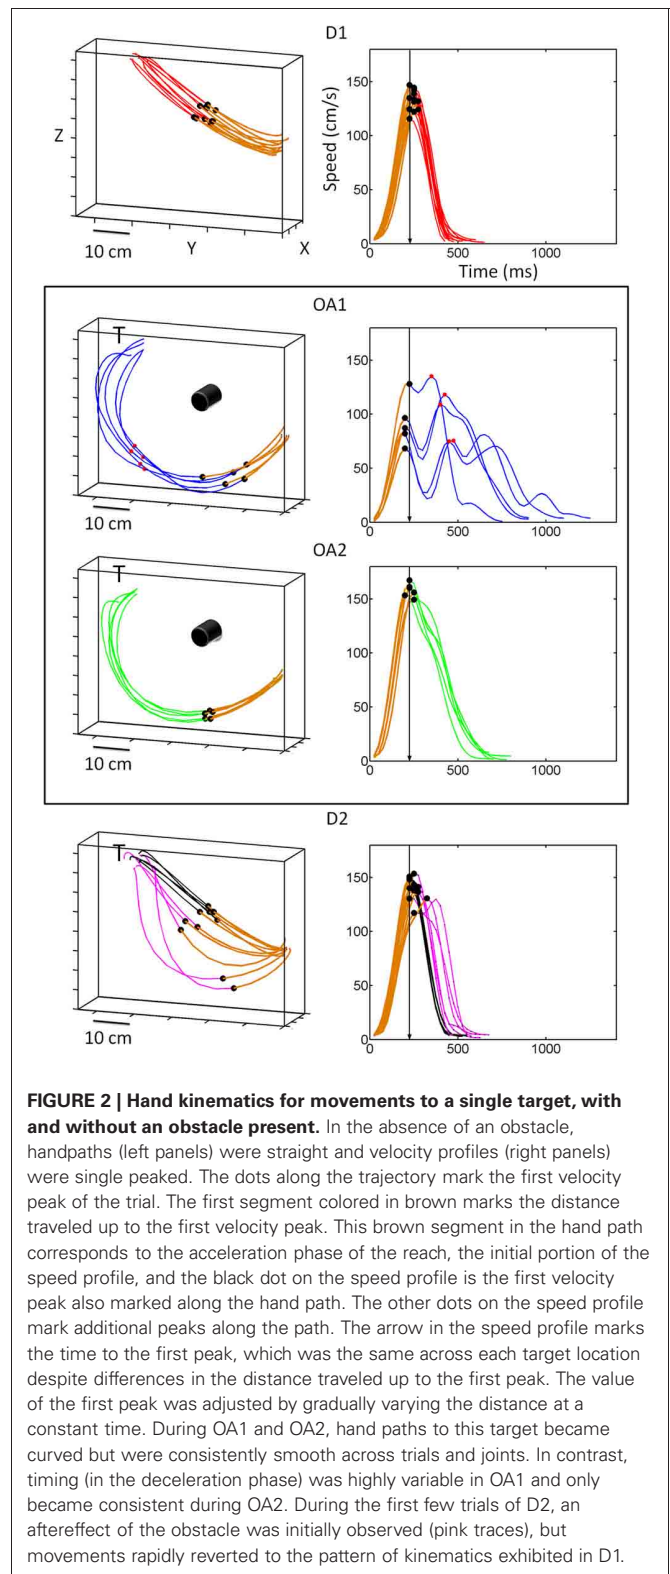 D1
Z
10 cm
Y
X
Speed (cm/s)
150
100
50
0
500
1000
Time (ms)
OA1
T
10 cm
150
100
50
0
0
500
1000
OA2
T
10 cm
150
100
50
0
0
500
1000
D2
T
10 cm
150
100
50
0
0
500
1000
FIGURE 2 | Hand kinematics for movements to a single target, with
and without an obstacle present. In the absence of an obstacle,
handpaths (left panels) were straight and velocity profiles (right panels)
were single peaked. The dots along the trajectory mark the first velocity
peak of the trial. The first segment colored in brown marks the distance
traveled up to the first velocity peak. This brown segment in the hand path
corresponds to the acceleration phase of the reach, the initial portion of the
speed profile, and the black dot on the speed profile is the first velocity
peak also marked along the hand path. The other dots on the speed profile
mark additional peaks along the path. The arrow in the speed profile marks
the time to the first peak, which was the same across each target location
despite differences in the distance traveled up to the first peak. The value
of the first peak was adjusted by gradually varying the distance at a
constant time. During OA1 and OA2, hand paths to this target became
curved but were consistently smooth across trials and joints. In contrast,
timing (in the deceleration phase) was highly variable in OA1 and only
became consistent during OA2. During the first few trials of D2, an
aftereffect of the obstacle was initially observed (pink traces), but
movements rapidly reverted to the pattern of kinematics exhibited in D1.